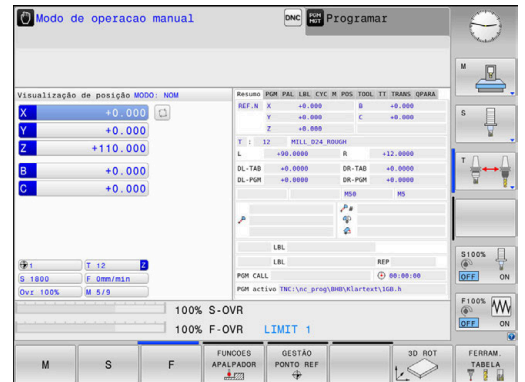 Modo de operacao manual
DNC
PGM MGT
Programar
Visualização de posição MODO: NOM
X +0.000
Y +0.000
Z +110.000
B +0.000
C +0.000
1
T 12
Z
S 1800
F 0mm/min
Ovr 100%
M 5/9
Resumo PGM PAL LBL CYC M POS TOOL TT TRANS QPARA
REF.N X +0.000 B +0.000
Y +0.000 C +0.000
Z +0.000
T : 12 MILL_D24_ROUGH
L +90.0000 R +12.0000
DL-TAB +0.0000 DR-TAB +0.0000
DL-PGM +0.0000 DR-PGM +0.0000
M50 M5
LBL
LBL REP
PGM CALL 00:00:00
PGM activo TNC:\nc_prog\BHB\Klartext\1GB.h
100% S-OVR
100% F-OVR LIMIT 1
M
S
T
S100%
OFF ON
F100% WW
OFF ON
M
S
F
FUNCOES APALPADOR
GESTÃO PONTO REF
3D ROT
FERRAM. TABELA